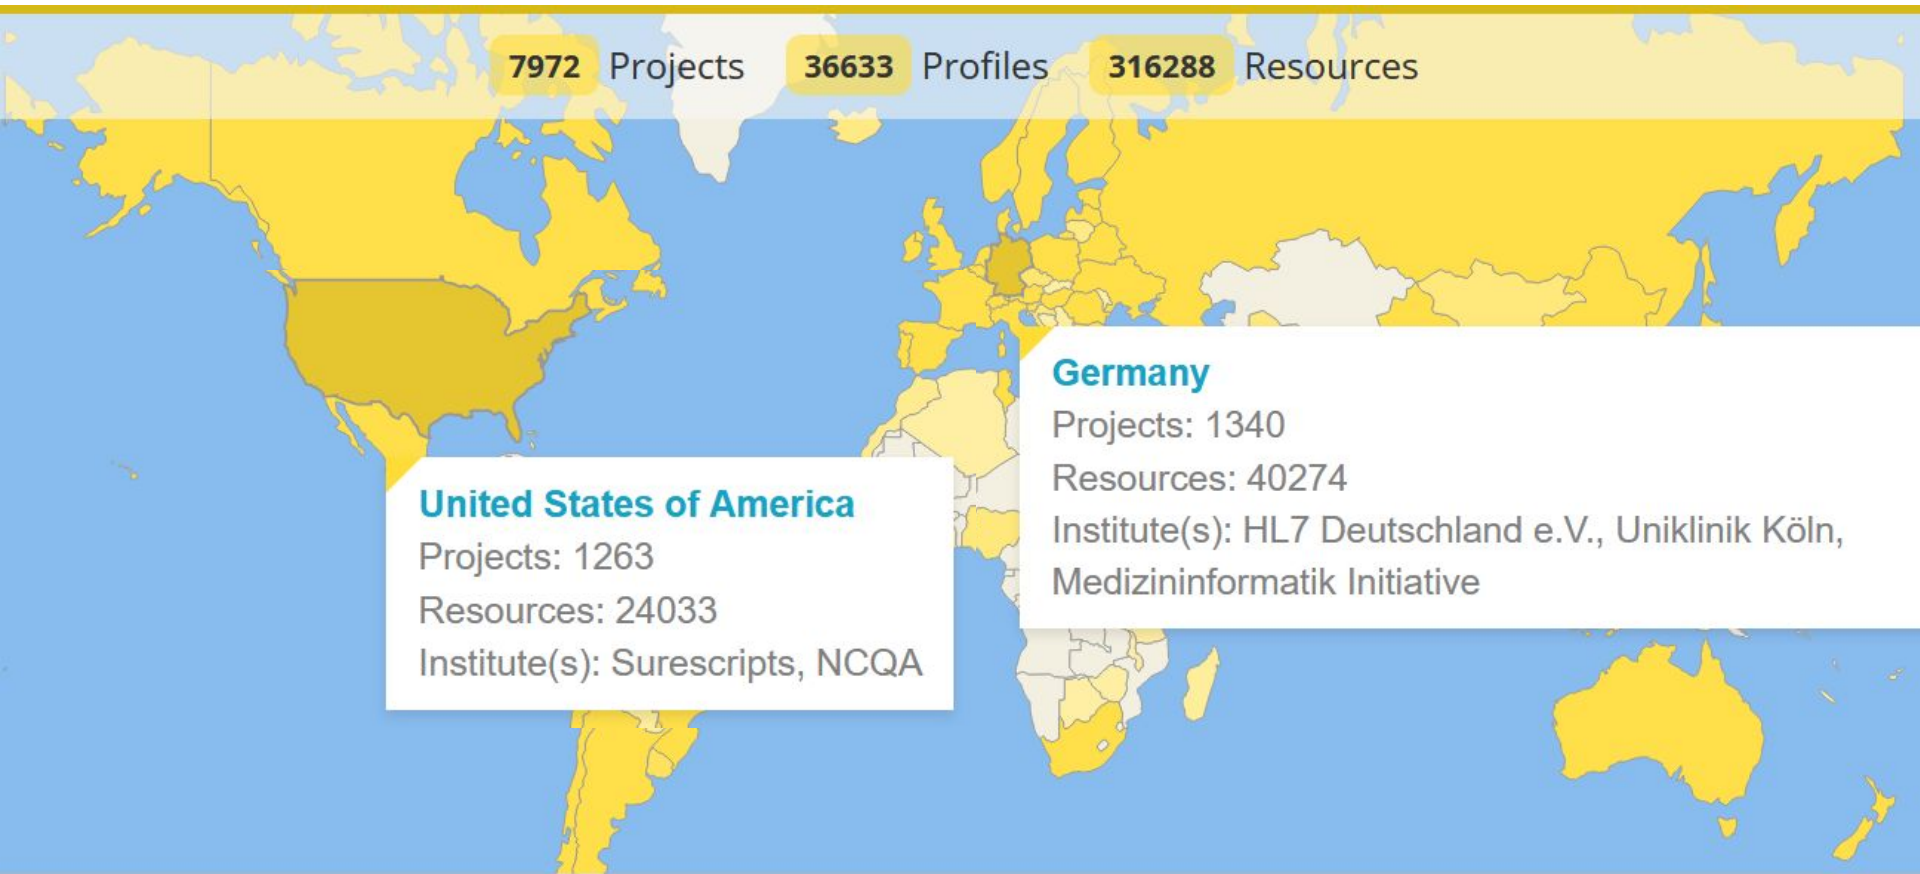 7972 Projects 36633 Profiles 316288 Resources
Germany
Projects: 1340
Resources: 40274
Institute(s): HL7 Deutschland e.V., Uniklinik Köln,
Medizininformatik Initiative
United States of America
Projects: 1263
Resources: 24033
Institute(s): Surescripts, NCQA